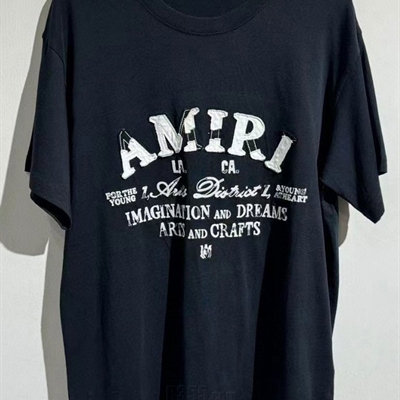 AMIRI
LA. CA.
FOR THE YOUNG Arts District & YOUNG AT HEART
IMAGINATION AND DREAMS
ARTS AND CRAFTS